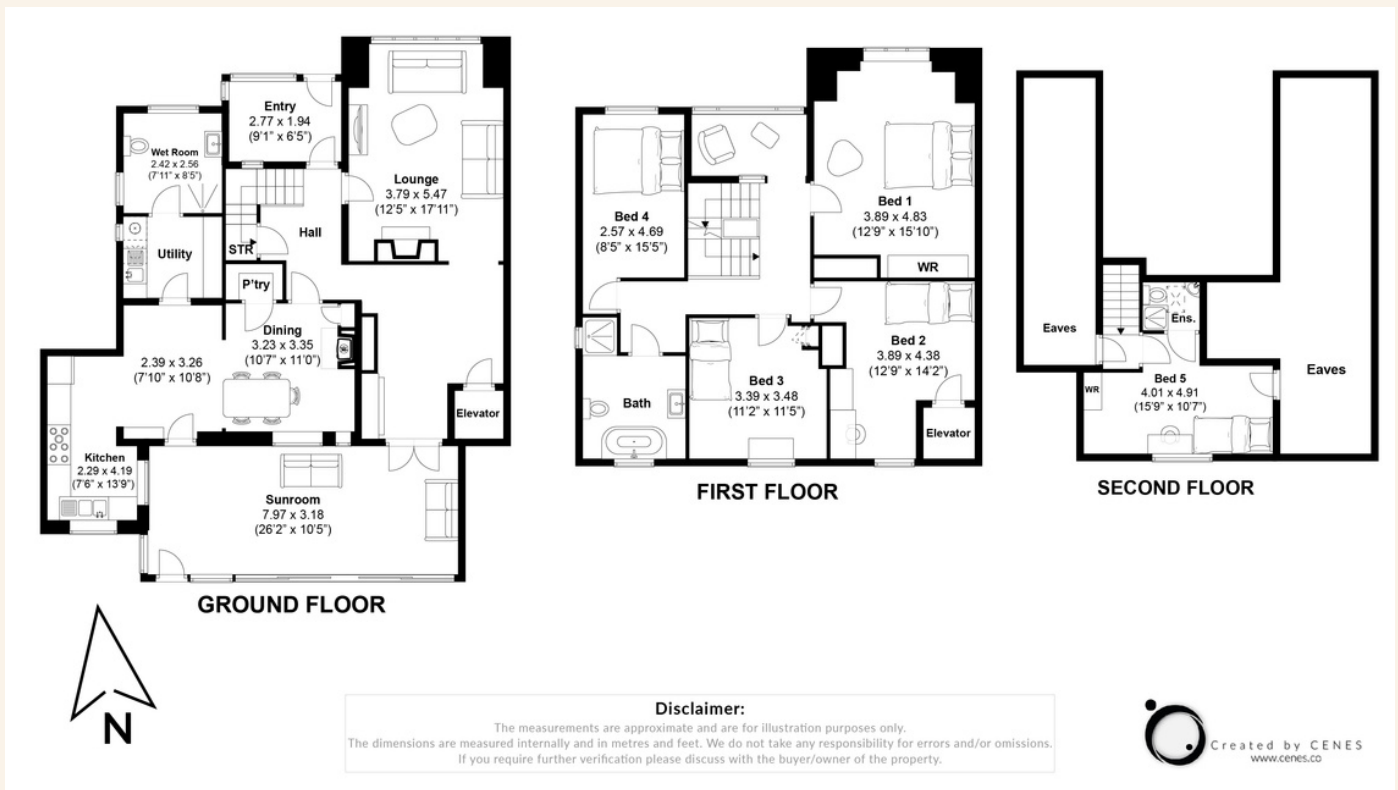 Entry
2.77 x 1.94
(9'1" x 6'5")
Wet Room
2.42 x 2.56
(7'11" x 8'5")
Lounge
3.79 x 5.47
(12'5" x 17'11")
Hall
STR
Utility
P'try
Dining
3.23 x 3.35
(10'7" x 11'0")
2.39 x 3.26
(7'10" x 10'8")
Elevator
Kitchen
2.29 x 4.19
(7'6" x 13'9")
Sunroom
7.97 x 3.18
(26'2" x 10'5")
GROUND FLOOR
Bed 4
2.57 x 4.69
(8'5" x 15'5")
Bed 1
3.89 x 4.83
(12'9" x 15'10")
WR
Bed 2
3.89 x 4.38
(12'9" x 14'2")
Bed 3
3.39 x 3.48
(11'2" x 11'5")
Bath
Elevator
FIRST FLOOR
Eaves
Ens.
Eaves
WR
Bed 5
4.01 x 4.91
(15'9" x 10'7")
SECOND FLOOR
N
Disclaimer:
The measurements are approximate and are for illustration purposes only.
The dimensions are measured internally and in metres and feet. We do not take any responsibility for errors and/or omissions.
If you require further verification please discuss with the buyer/owner of the property.
Created by CENES
www.cenes.co